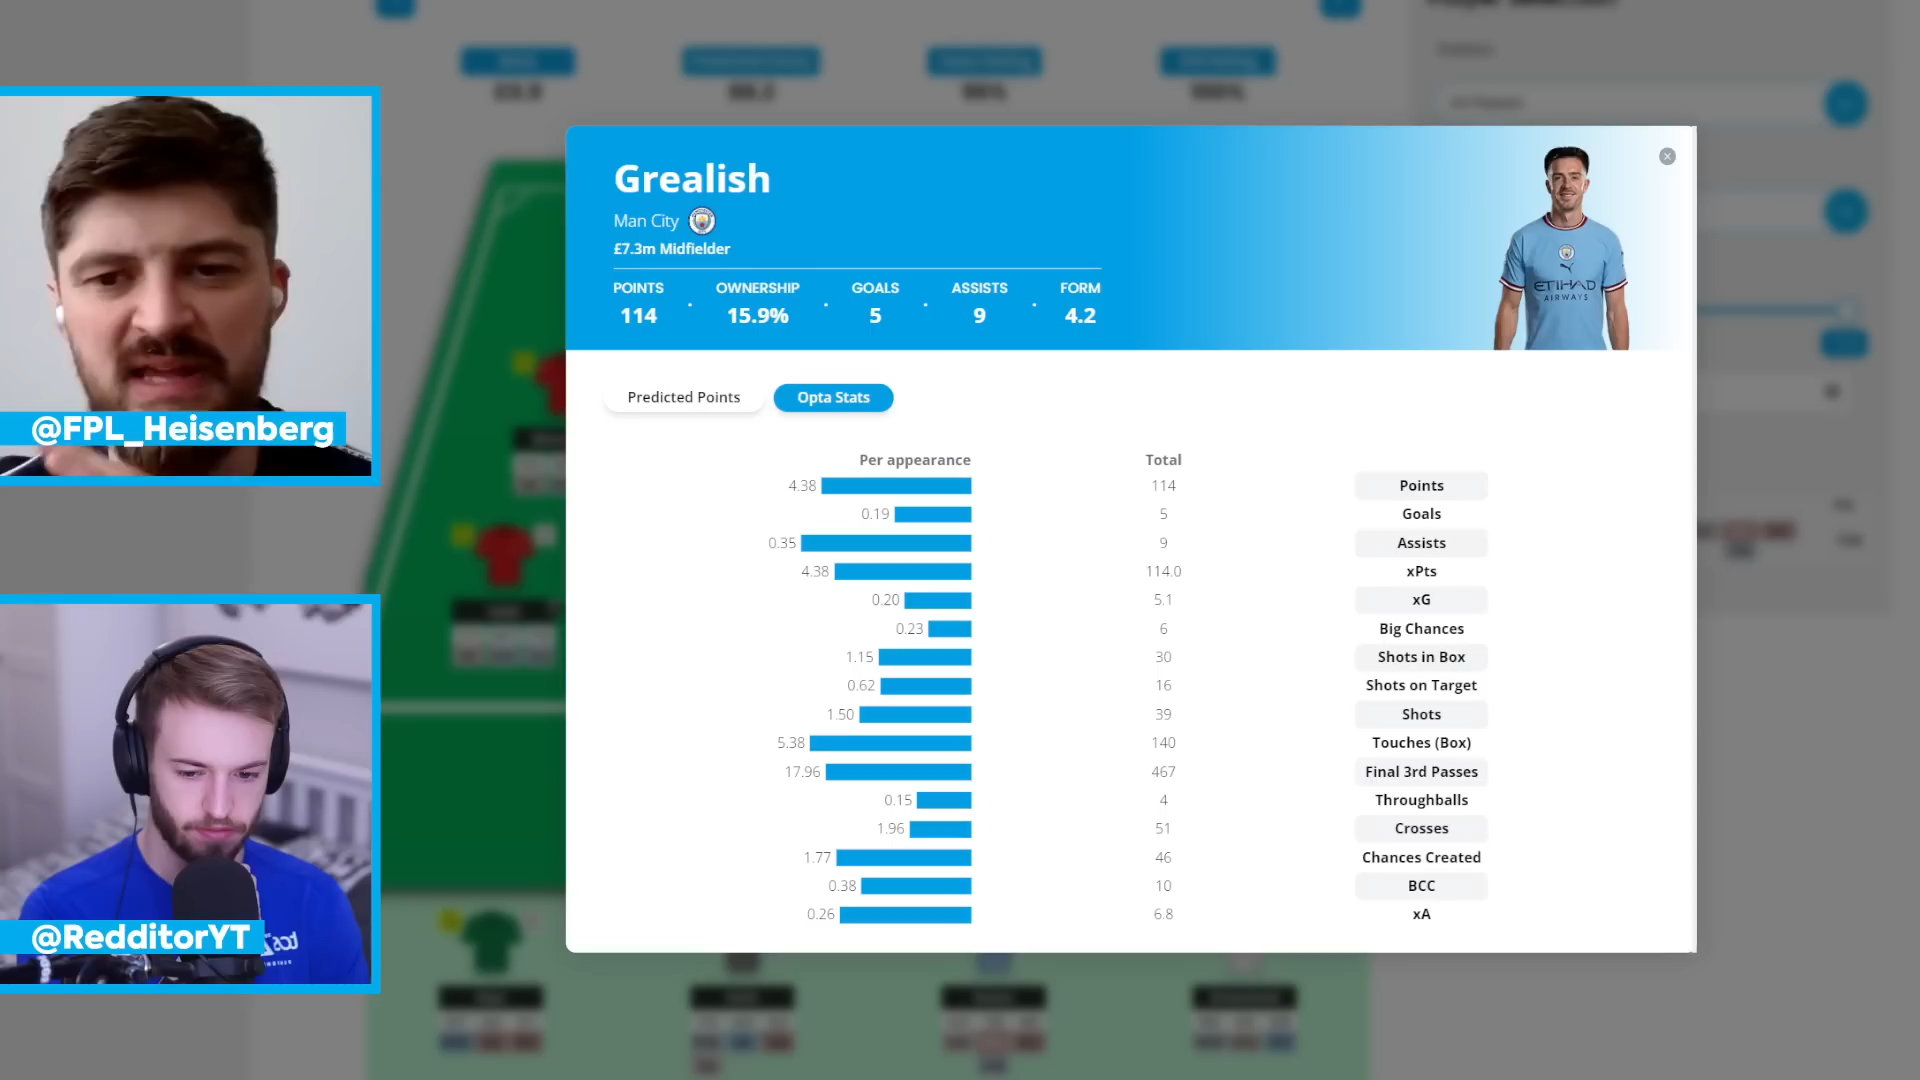 @FPL_Heisenberg
@RedditorYT
Grealish
Man City
£7.3m Midfielder
POINTS OWNERSHIP GOALS ASSISTS FORM
114 15.9% 5 9 4.2
ETIHAD
AIRWAYS
Predicted Points Opta Stats
Per appearance Total
4.38 114 Points
0.19 5 Goals
0.35 9 Assists
4.38 114.0 xPts
0.20 5.1 xG
0.23 6 Big Chances
1.15 30 Shots in Box
0.62 16 Shots on Target
1.50 39 Shots
5.38 140 Touches (Box)
17.96 467 Final 3rd Passes
0.15 4 Throughballs
1.96 51 Crosses
1.77 46 Chances Created
0.38 10 BCC
0.26 6.8 xA